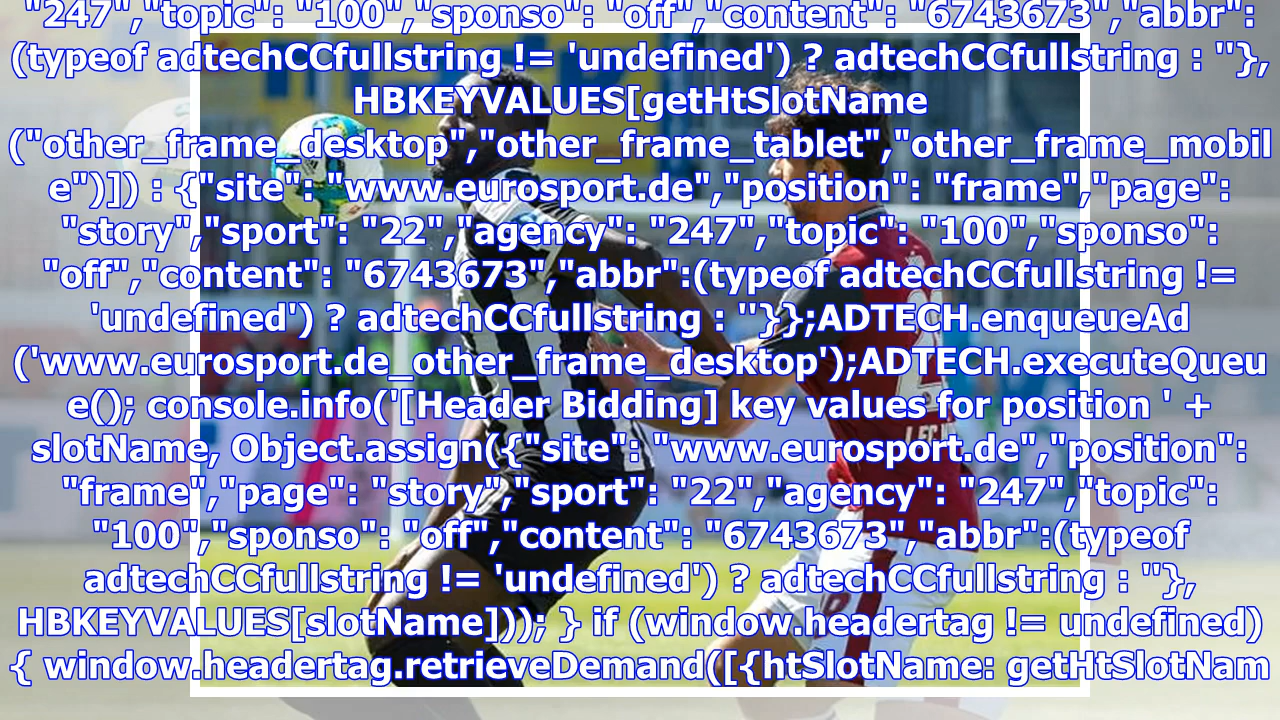 "247","topic": "100","sponso": "off","content": "6743673","abbr":
(typeof adtechCCfullstring != 'undefined') ? adtechCCfullstring : ''},
HBKEYVALUES[getHtSlotName
("other_frame_desktop","other_frame_tablet","other_frame_mobil
e")]) : {"site": "www.eurosport.de","position": "frame","page":
"story","sport": "22","agency": "247","topic": "100","sponso":
"off","content": "6743673","abbr":(typeof adtechCCfullstring !=
'undefined') ? adtechCCfullstring : ''}};ADTECH.enqueueAd
('www.eurosport.de_other_frame_desktop');ADTECH.executeQueu
e(); console.info('[Header Bidding] key values for position ' +
slotName, Object.assign({"site": "www.eurosport.de","position":
"frame","page": "story","sport": "22","agency": "247","topic":
"100","sponso": "off","content": "6743673","abbr":(typeof
adtechCCfullstring != 'undefined') ? adtechCCfullstring : ''},
HBKEYVALUES[slotName])); } if (window.headertag != undefined)
{ window.headertag.retrieveDemand([{htSlotName: getHtSlotNam